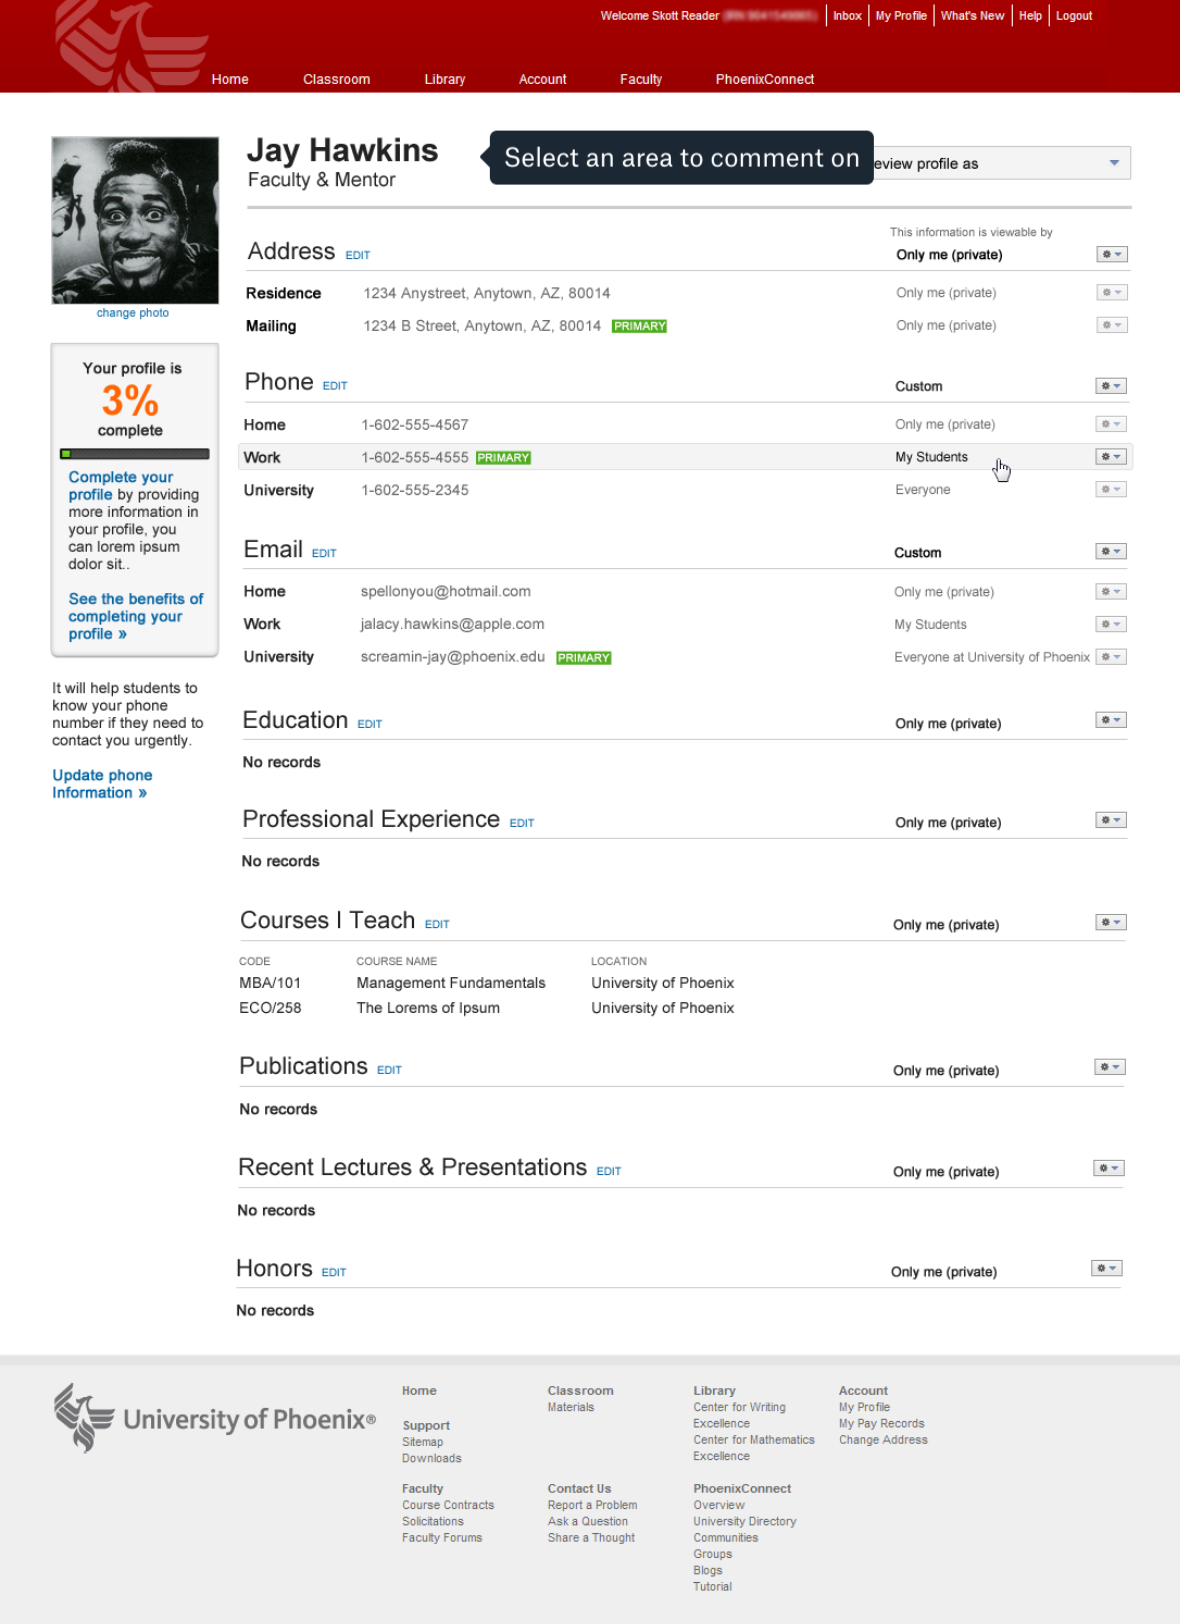 Welcome Skott Reader
Inbox
My Profile
What's New
Help
Logout
Home
Classroom
Library
Account
Faculty
PhoenixConnect
Jay Hawkins
Faculty & Mentor
Select an area to comment on
eview profile as
change photo
Your profile is
3%
complete
Complete your
profile by providing
more information in
your profile, you
can lorem ipsum
dolor sit..
See the benefits of
completing your
profile »
It will help students to
know your phone
number if they need to
contact you urgently.
Update phone
Information »
This information is viewable by
Address EDIT Only me (private)
Residence 1234 Anystreet, Anytown, AZ, 80014 Only me (private)
Mailing 1234 B Street, Anytown, AZ, 80014 PRIMARY Only me (private)
Phone EDIT Custom
Home 1-602-555-4567 Only me (private)
Work 1-602-555-4555 PRIMARY My Students
University 1-602-555-2345 Everyone
Email EDIT Custom
Home spellonyou@hotmail.com Only me (private)
Work jalacy.hawkins@apple.com My Students
University screamin-jay@phoenix.edu PRIMARY Everyone at University of Phoenix
Education EDIT Only me (private)
No records
Professional Experience EDIT Only me (private)
No records
Courses I Teach EDIT Only me (private)
CODE COURSE NAME LOCATION
MBA/101 Management Fundamentals University of Phoenix
ECO/258 The Lorems of Ipsum University of Phoenix
Publications EDIT Only me (private)
No records
Recent Lectures & Presentations EDIT Only me (private)
No records
Honors EDIT Only me (private)
No records
University of Phoenix®
Home
Support
Sitemap
Downloads
Classroom
Materials
Library
Center for Writing
Excellence
Center for Mathematics
Excellence
Account
My Profile
My Pay Records
Change Address
Faculty
Course Contracts
Solicitations
Faculty Forums
Contact Us
Report a Problem
Ask a Question
Share a Thought
PhoenixConnect
Overview
University Directory
Communities
Groups
Blogs
Tutorial